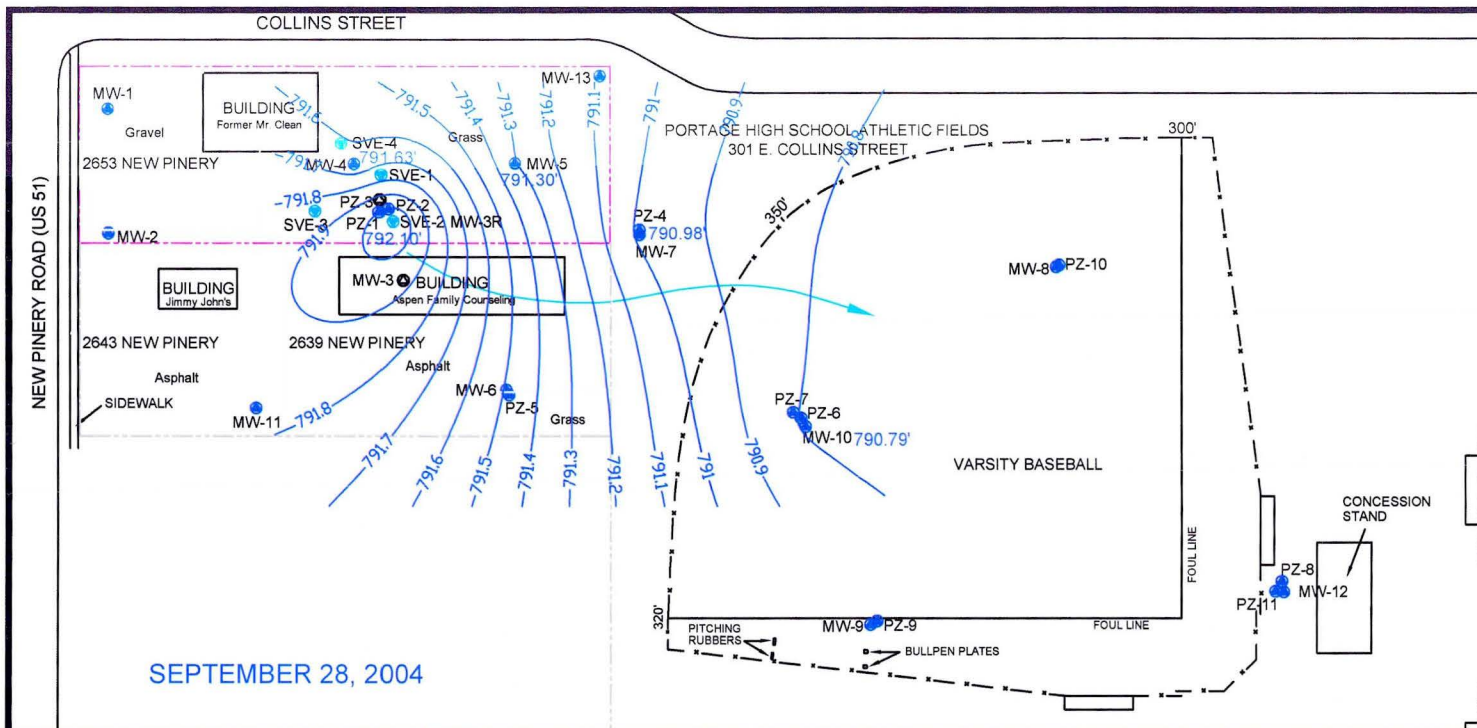 COLLINS STREET
MW-13
MW-1
BUILDING
Former Mr. Clean
Gravel
Grass
2653 NEW PINERY
-791.6
-791.5
-791.4
-791.3
-791.2
791.1-
791-
790.9-
790.8-
PORTAGE HIGH SCHOOL ATHLETIC FIELDS
301 E. COLLINS STREET
300'
350'
SVE-4
MW-4
791.63'
SVE-1
MW-5
791.30'
-791.8
PZ-3
PZ-2
SVE-3
PZ-1
SVE-2
MW-3R
792.10'
791.9
MW-2
PZ-4
790.98'
MW-7
MW-8
PZ-10
NEW PINERY ROAD (US 51)
BUILDING
Jimmy John's
MW-3
BUILDING
Aspen Family Counseling
2643 NEW PINERY
2639 NEW PINERY
Asphalt
Asphalt
SIDEWALK
MW-11
MW-6
PZ-5
Grass
PZ-7
PZ-6
MW-10
790.79'
-791.8
-791.7
-791.6
-791.5
-791.4
-791.3
-791.2
-791.1-
-791-
-790.9-
VARSITY BASEBALL
CONCESSION
STAND
FOUL LINE
PZ-8
PZ-11
MW-12
320'
MW-9
PZ-9
FOUL LINE
PITCHING
RUBBERS
BULLPEN PLATES
SEPTEMBER 28, 2004